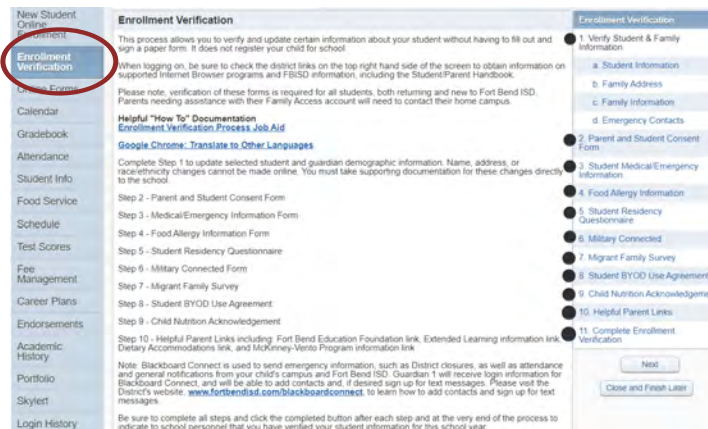 New Student
Online
Enrollment
Enrollment
Verification
Online Forms
Calendar
Gradebook
Attendance
Student Info
Food Service
Schedule
Test Scores
Fee
Management
Career Plans
Endorsements
Academic
History
Portfolio
Skylert
Login History
Enrollment Verification
This process allows you to verify and update certain information about your student without having to fill out and
sign a paper form. It does not register your child for school.
When logging on, be sure to check the district links on the top right hand side of the screen to obtain information on
supported Internet Browser programs and FBISD information, including the Student/Parent Handbook.
Please note, verification of these forms is required for all students, both returning and new to Fort Bend ISD.
Parents needing assistance with their Family Access account will need to contact their home campus.
Helpful "How To" Documentation
Enrollment Verification Process Job Aid
Google Chrome: Translate to Other Languages
Complete Step 1 to update selected student and guardian demographic information. Name, address, or
race/ethnicity changes cannot be made online. You must take supporting documentation for these changes directly
to the school.
Step 2 - Parent and Student Consent Form
Step 3 - Medical/Emergency Information Form
Step 4 - Food Allergy Information Form
Step 5 - Student Residency Questionnaire
Step 6 - Military Connected Form
Step 7 - Migrant Family Survey
Step 8 - Student BYOD Use Agreement
Step 9 - Child Nutrition Acknowledgement
Step 10 - Helpful Parent Links including: Fort Bend Education Foundation link, Extended Learning information link,
Dietary Accommodations link, and McKinney-Vento Program information link
Note: Blackboard Connect is used to send emergency information, such as District closures, as well as attendance
and general notifications from your child's campus and Fort Bend ISD. Guardian 1 will receive login information for
Blackboard Connect, and will be able to add contacts and, if desired sign up for text messages. Please visit the
District's website, www.fortbendisd.com/blackboardconnect, to learn how to add contacts and sign up for text
messages.
Be sure to complete all steps and click the completed button after each step and at the very end of the process to
indicate to school personnel that you have verified your student information for this school year.
Enrollment Verification
1. Verify Student & Family
Information
a. Student Information
b. Family Address
c. Family Information
d. Emergency Contacts
2. Parent and Student Consent
Form
3. Student Medical/Emergency
Information
4. Food Allergy Information
5. Student Residency
Questionnaire
6. Military Connected
7. Migrant Family Survey
8. Student BYOD Use Agreement
9. Child Nutrition Acknowledgeme
10. Helpful Parent Links
11. Complete Enrollment
Verification
Next
Close and Finish Later